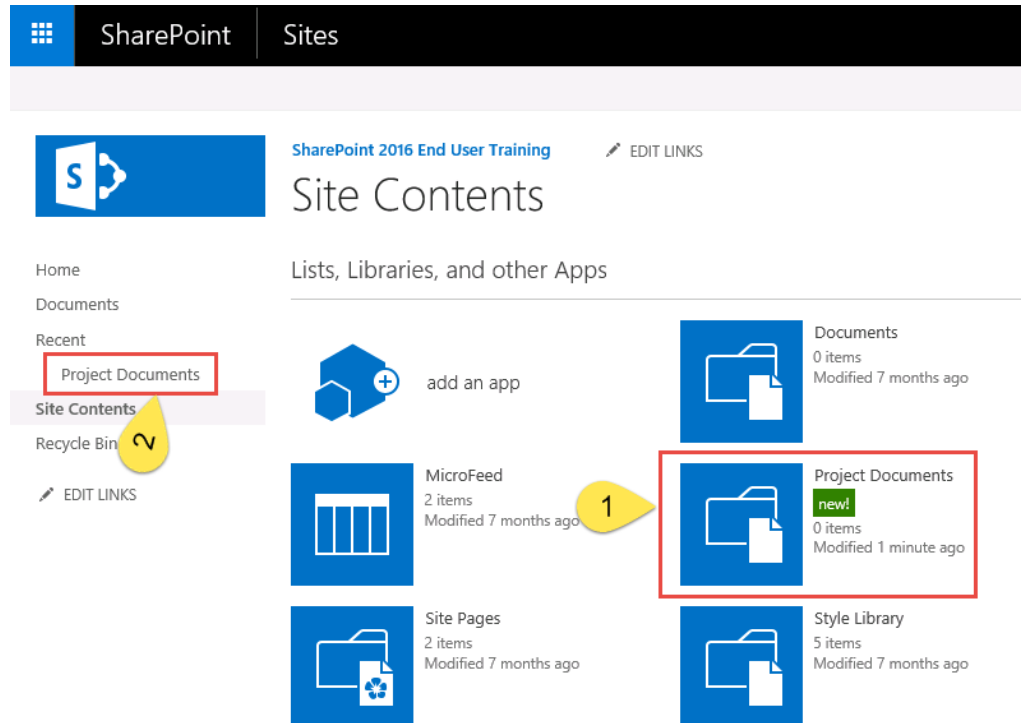 SharePoint
Sites
S
SharePoint 2016 End User Training
EDIT LINKS
Site Contents
Home
Documents
Recent
Project Documents
Site Contents
Recycle Bin
2
EDIT LINKS
Lists, Libraries, and other Apps
add an app
Documents
0 items
Modified 7 months ago
MicroFeed
2 items
Modified 7 months ago
1
Project Documents
new!
0 items
Modified 1 minute ago
Site Pages
2 items
Modified 7 months ago
Style Library
5 items
Modified 7 months ago